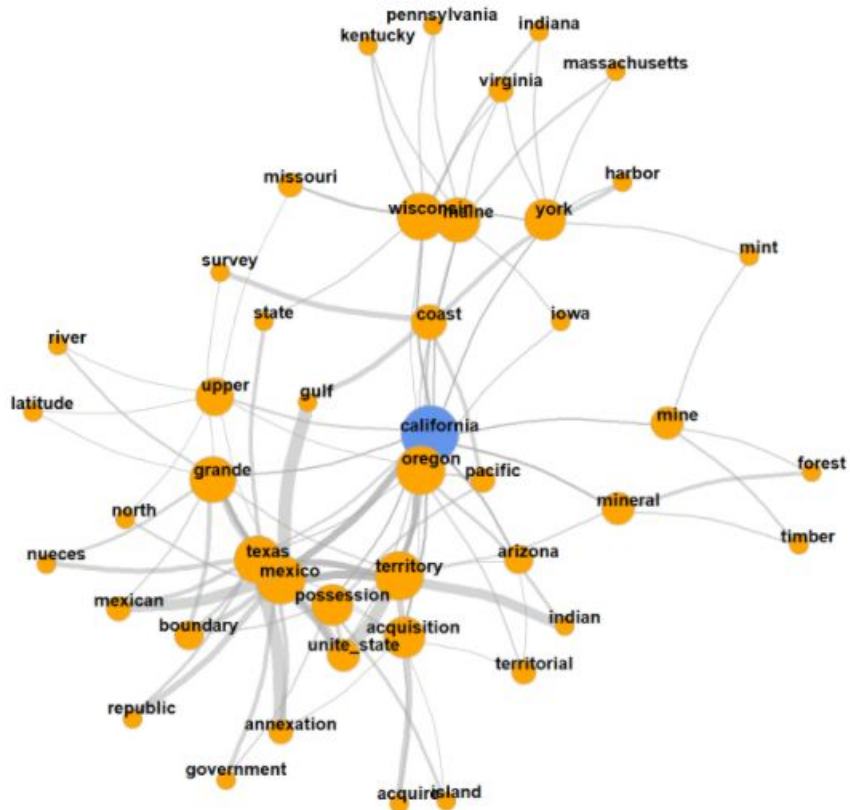 pennsylvania
kentucky
indiana
virginia
massachusetts
missouri
harbor
wisconsin
maine
york
mint
survey
state
coast
iowa
river
upper
gulf
latitude
california
mine
oregon
grande
pacific
forest
north
mineral
timber
nueces
texas
mexico
territory
arizona
mexican
possession
boundary
acquisition
indian
unite_state
territorial
republic
annexation
government
acquire
island